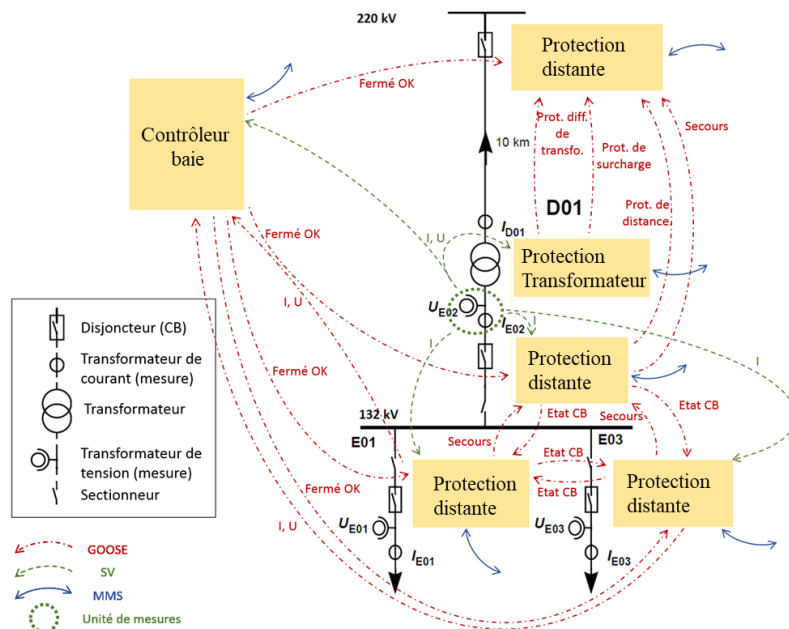 220 kV
Protection
distante
Fermé OK
Contrôleur
baie
Prot. diff.
de
transfo.
10 km
Prot. de
surcharge
Secours
D01
Prot. de
distance
I_D01
Fermé OK
I, U
Protection
Transformateur
I, U
U_E02
I_E02
I
I
I
Disjoncteur (CB)
Transformateur de
courant (mesure)
Transformateur
Transformateur de
tension (mesure)
Sectionneur
Fermé OK
Protection
distante
132 kV
Etat CB
Secours
Etat CB
E01
E03
Secours
Etat CB
Etat CB
Fermé OK
Protection
distante
Protection
distante
I, U
U_E01
U_E03
I_E01
I_E03
GOOSE
SV
MMS
Unité de mesures